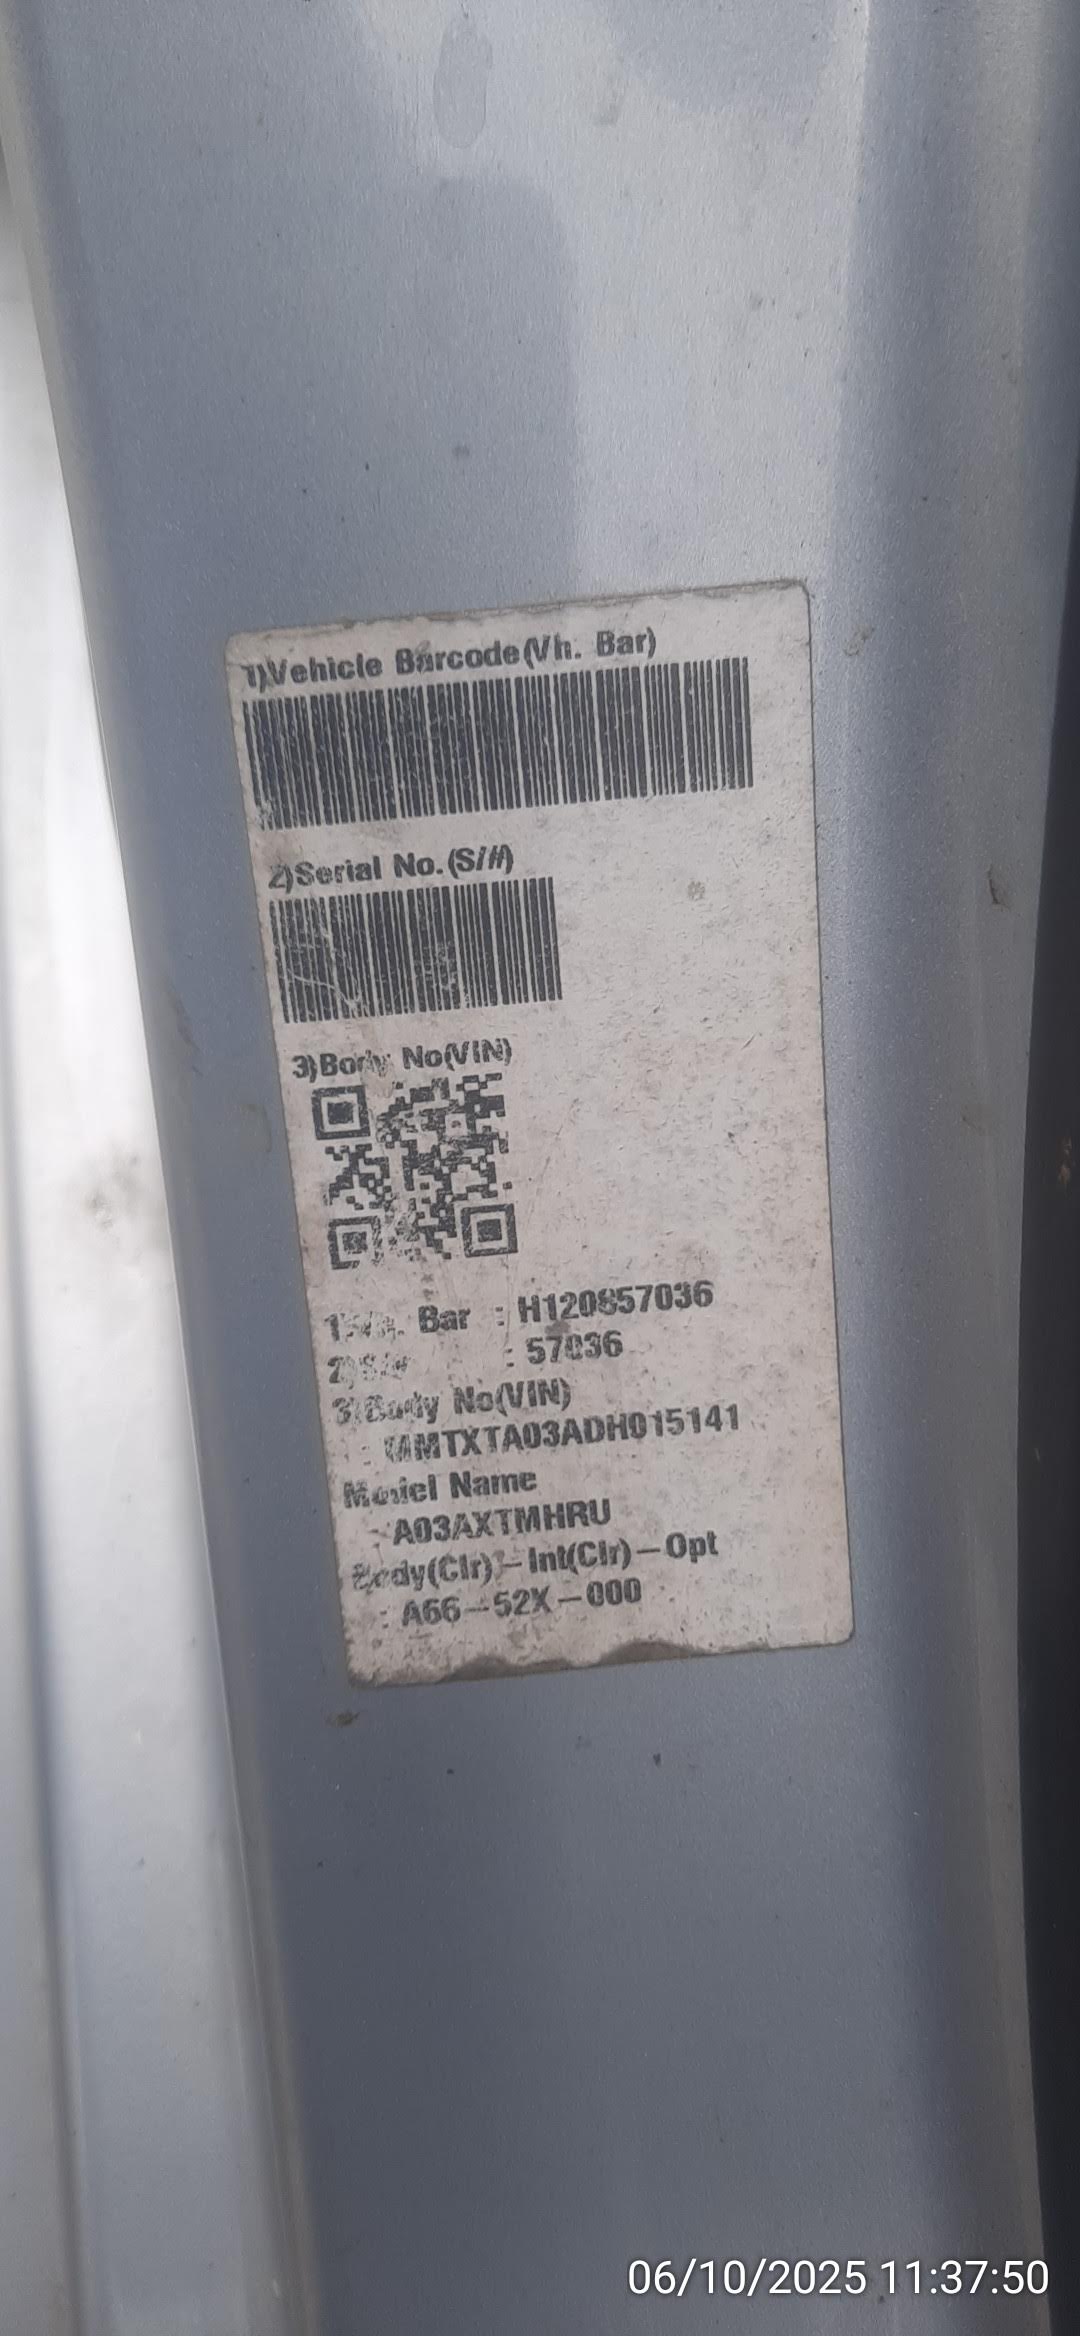 1)Vehicle Barcode(Vh. Bar)
2)Serial No.(S/#)
3)Body No(VIN)
Bar : H120857036
: 57036
3)Body No(VIN)
: MMTXTA03ADH015141
Model Name
: A03AXTMHRU
Body(Clr)-Int(Clr)-Opt
: A66-52X-000
06/10/2025 11:37:50